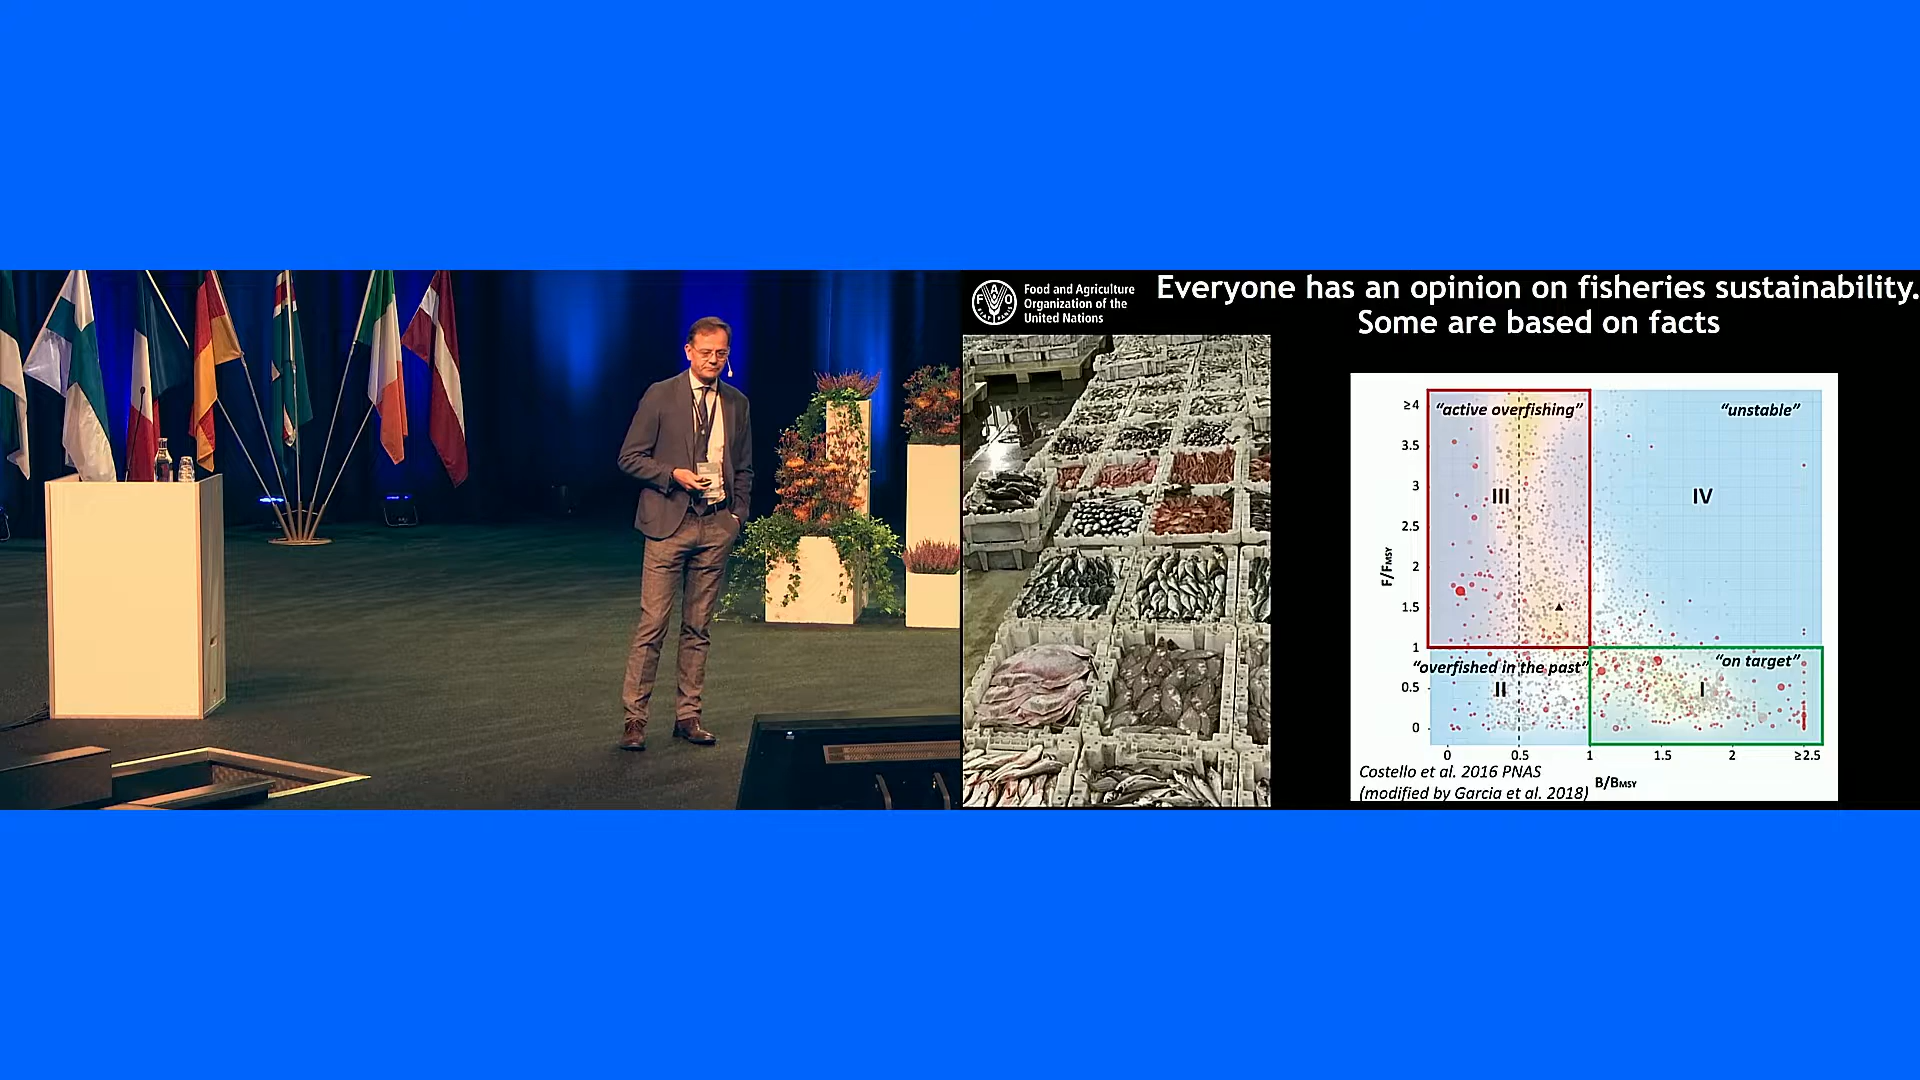 Food and Agriculture
Organization of the
United Nations
FAO
FIAT PANIS
Everyone has an opinion on fisheries sustainability.
Some are based on facts
"active overfishing"
"unstable"
III
IV
"overfished in the past"
"on target"
II
I
≥4
3.5
3
2.5
2
1.5
1
0.5
0
F/FMSY
0
0.5
1
1.5
2
≥2.5
B/BMSY
Costello et al. 2016 PNAS
(modified by Garcia et al. 2018)